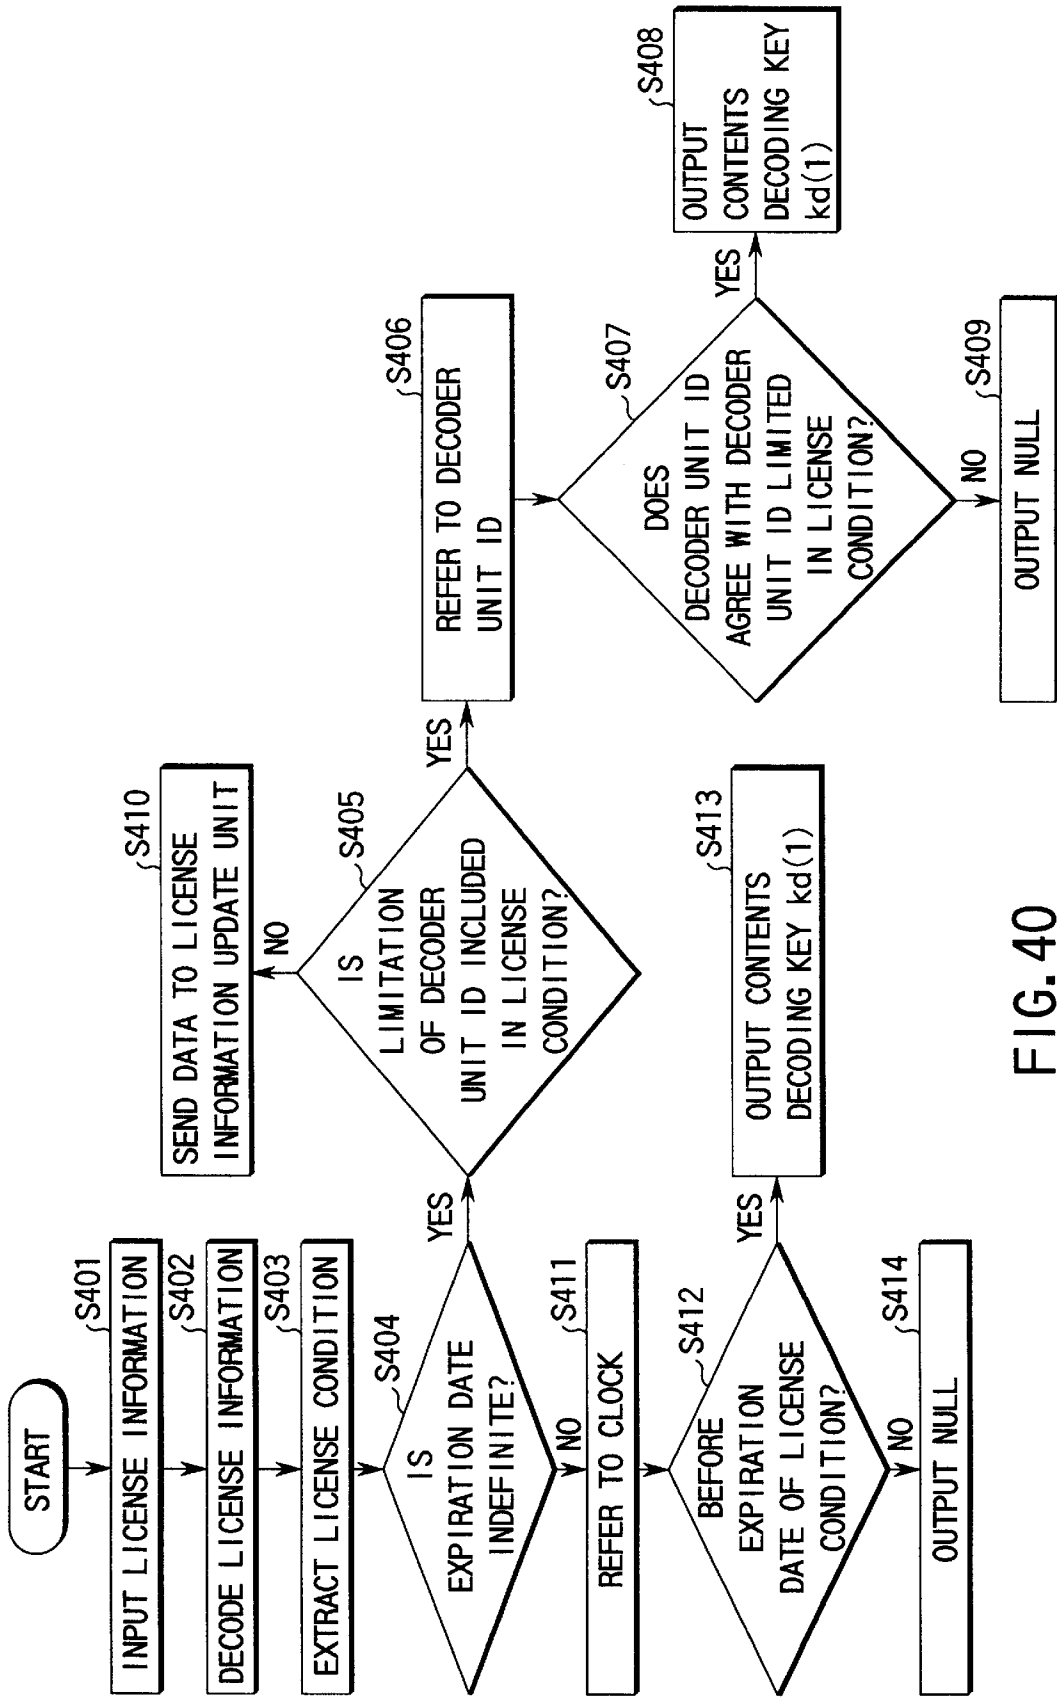 START
S401
INPUT LICENSE INFORMATION
S402
DECODE LICENSE INFORMATION
S403
EXTRACT LICENSE CONDITION
S404
IS
EXPIRATION DATE
INDEFINITE?
YES
NO
S405
IS
LIMITATION
OF DECODER
UNIT ID INCLUDED
IN LICENSE
CONDITION?
NO
YES
S410
SEND DATA TO LICENSE
INFORMATION UPDATE UNIT
S406
REFER TO DECODER
UNIT ID
S407
DOES
DECODER UNIT ID
AGREE WITH DECODER
UNIT ID LIMITED
IN LICENSE
CONDITION?
YES
NO
S408
OUTPUT
CONTENTS
DECODING KEY
kd(1)
S409
OUTPUT NULL
S411
REFER TO CLOCK
S412
BEFORE
EXPIRATION
DATE OF LICENSE
CONDITION?
YES
NO
S413
OUTPUT CONTENTS
DECODING KEY kd(1)
S414
OUTPUT NULL
FIG. 40